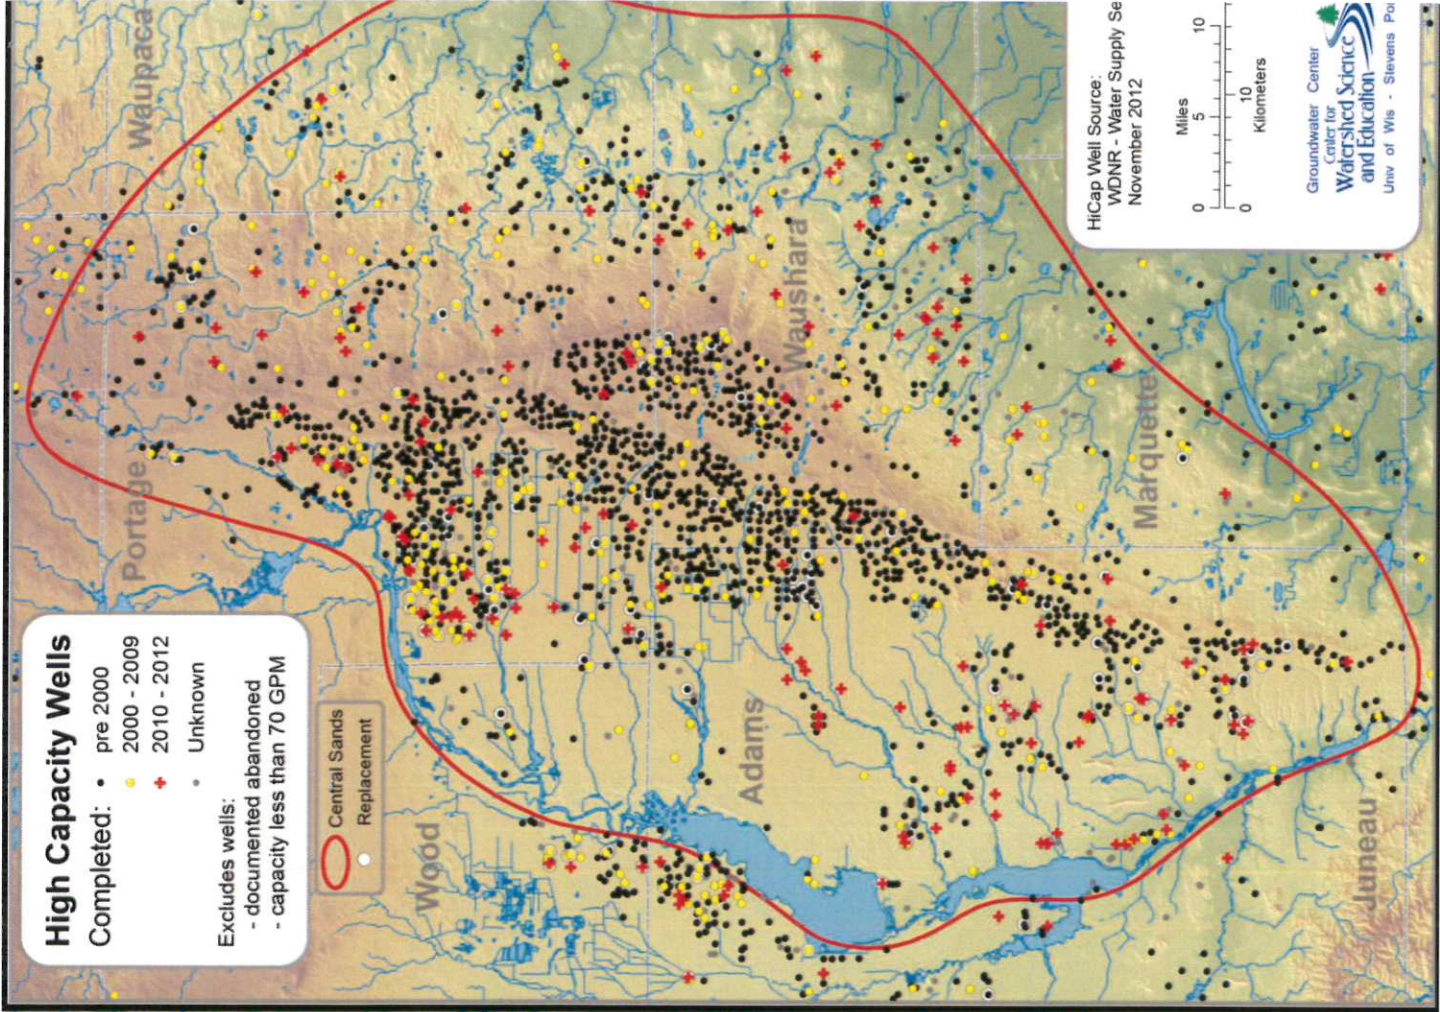 High Capacity Wells
Completed:
pre 2000
2000 - 2009
2010 - 2012
Unknown
Excludes wells:
- documented abandoned
- capacity less than 70 GPM
Central Sands
Replacement
Portage
Waupaca
Wood
Adams
Waushara
Marquette
Juneau
HiCap Well Source:
WDNR - Water Supply Se
November 2012
Miles
0 5 10
0 10
Kilometers
Groundwater Center
Center for
Watershed Science
and Education
Univ of Wis - Stevens Poi